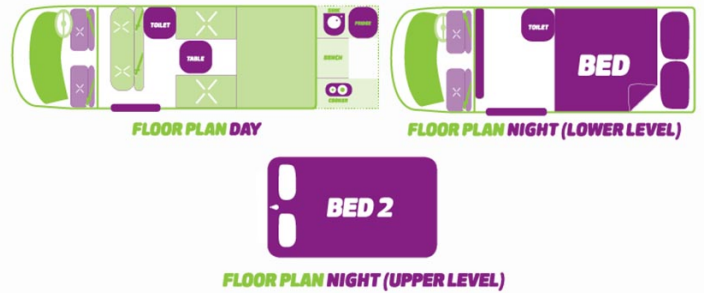 SINK
FRIDGE
TOILET
TABLE
BENCH
COOKER
FLOOR PLAN DAY
TOILET
BED
FLOOR PLAN NIGHT (LOWER LEVEL)
BED 2
FLOOR PLAN NIGHT (UPPER LEVEL)